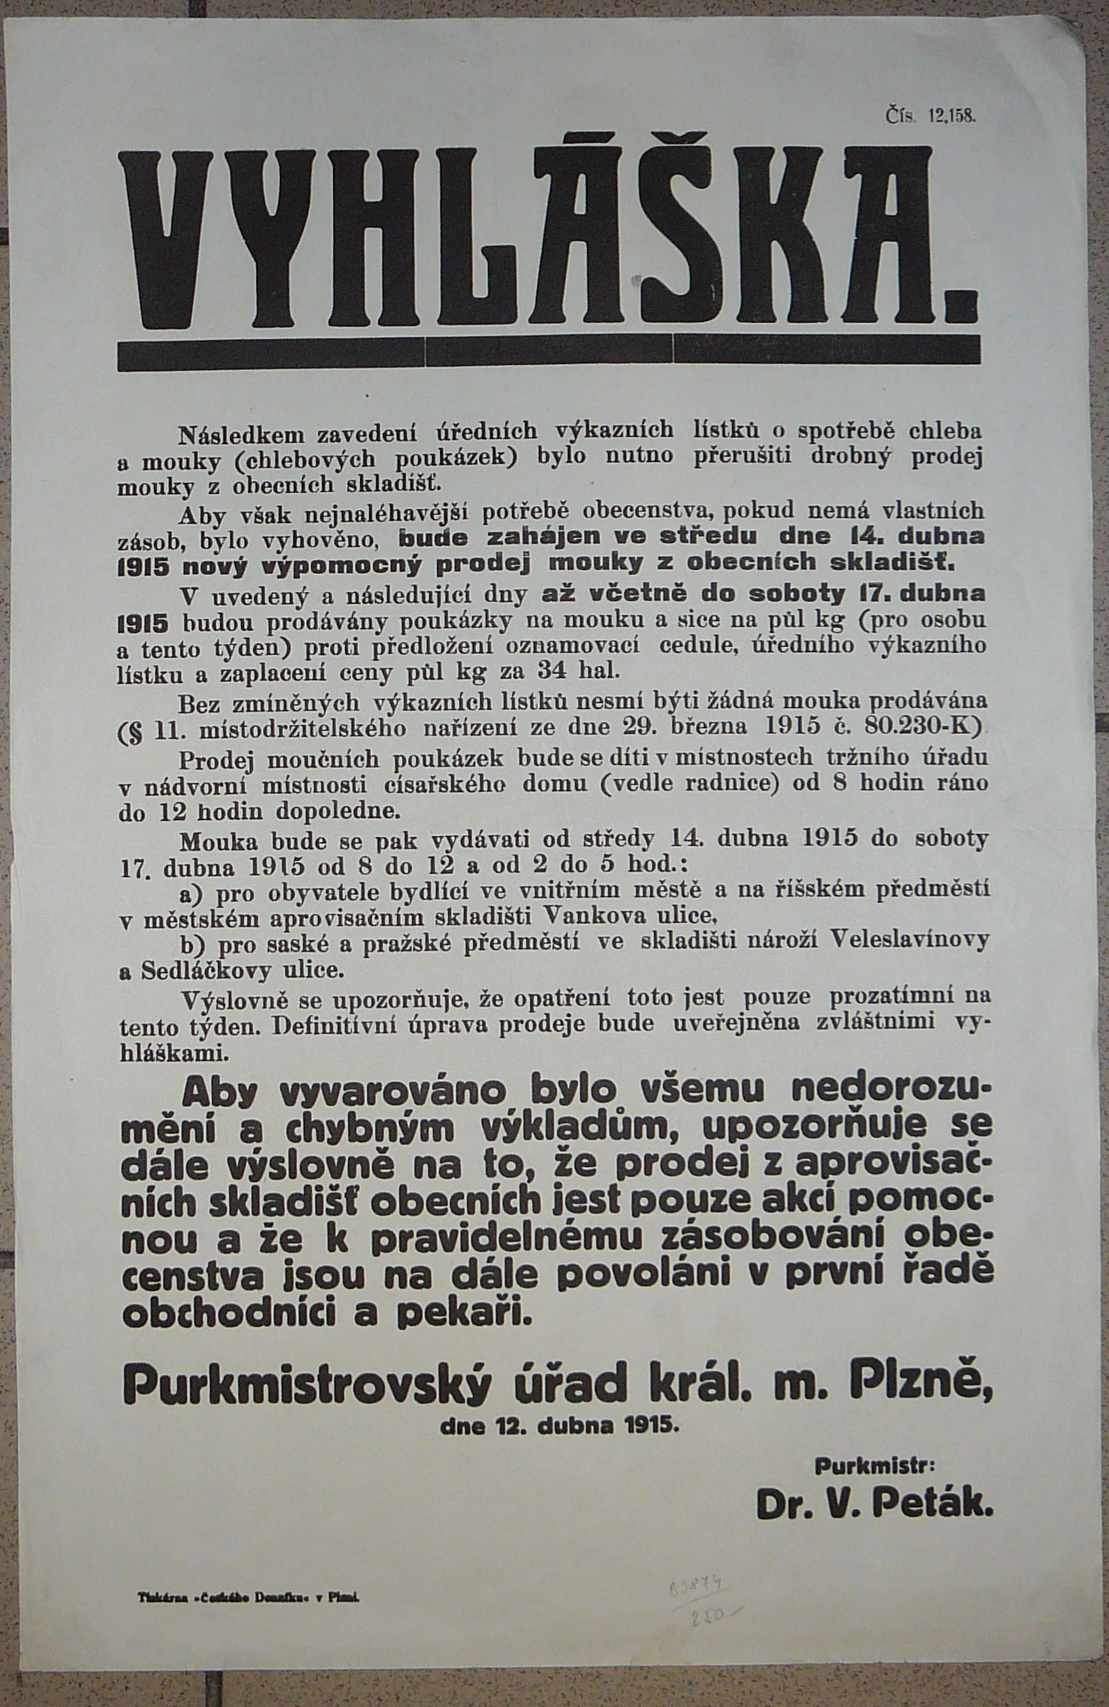 Čís. 12,158.
VYHLÁŠKA.
Následkem zavedení úředních výkazních lístků o spotřebě chleba
a mouky (chlebových poukázek) bylo nutno přerušiti drobný prodej
mouky z obecních skladišť.
Aby však nejnaléhavější potřebě obecenstva, pokud nemá vlastních
zásob, bylo vyhověno, bude zahájen ve středu dne 14. dubna
1915 nový výpomocný prodej mouky z obecních skladišť.
V uvedený a následující dny až včetně do soboty 17. dubna
1915 budou prodávány poukázky na mouku a sice na půl kg (pro osobu
a tento týden) proti předložení oznamovací cedule, úředního výkazního
lístku a zaplacení ceny půl kg za 34 hal.
Bez zmíněných výkazních lístků nesmí býti žádná mouka prodávána
(§ 11. místodržitelského nařízení ze dne 29. března 1915 č. 80.230-K)
Prodej moučních poukázek bude se díti v místnostech tržního úřadu
v nádvorní místnosti císařského domu (vedle radnice) od 8 hodin ráno
do 12 hodin dopoledne.
Mouka bude se pak vydávati od středy 14. dubna 1915 do soboty
17. dubna 1915 od 8 do 12 a od 2 do 5 hod.:
a) pro obyvatele bydlící ve vnitřním městě a na říšském předměstí
v městském aprovisačním skladišti Vankova ulice,
b) pro saské a pražské předměstí ve skladišti nároží Veleslavínovy
a Sedláčkovy ulice.
Výslovně se upozorňuje, že opatření toto jest pouze prozatímní na
tento týden. Definitívní úprava prodeje bude uveřejněna zvláštními vy-
hláškami.
Aby vyvarováno bylo všemu nedorozu-
mění a chybným výkladům, upozorňuje se
dále výslovně na to, že prodej z aprovisač-
ních skladišť obecních jest pouze akcí pomoc-
nou a že k pravidelnému zásobování obe-
censtva jsou na dále povoláni v první řadě
obchodníci a pekaři.
Purkmistrovský úřad král. m. Plzně,
dne 12. dubna 1915.
Purkmistr:
Dr. V. Peták.
Tiskárna »Českého Denníku« v Plzni.